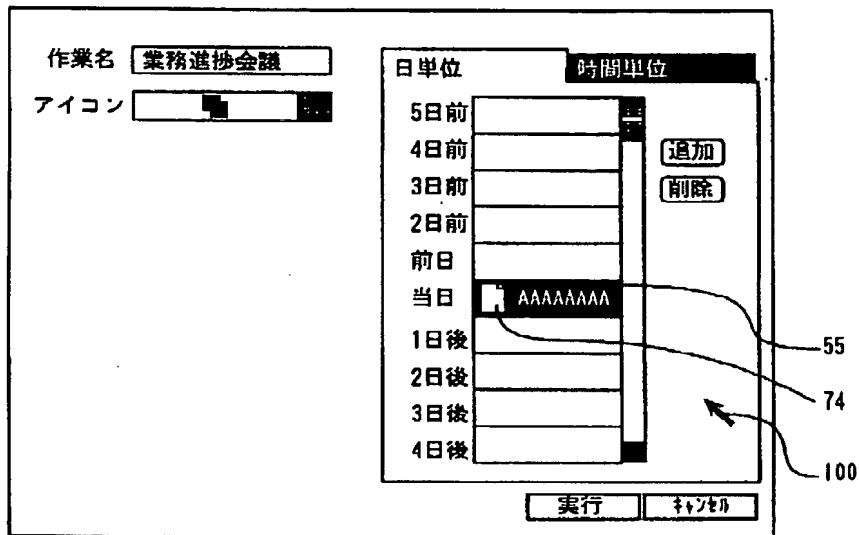 作業名 業務進捗会議
アイコン
日単位 時間単位
5日前
4日前
3日前
2日前
前日
当日 AAAAAAAA
1日後
2日後
3日後
4日後
追加
削除
55
74
100
実行 キャンセル